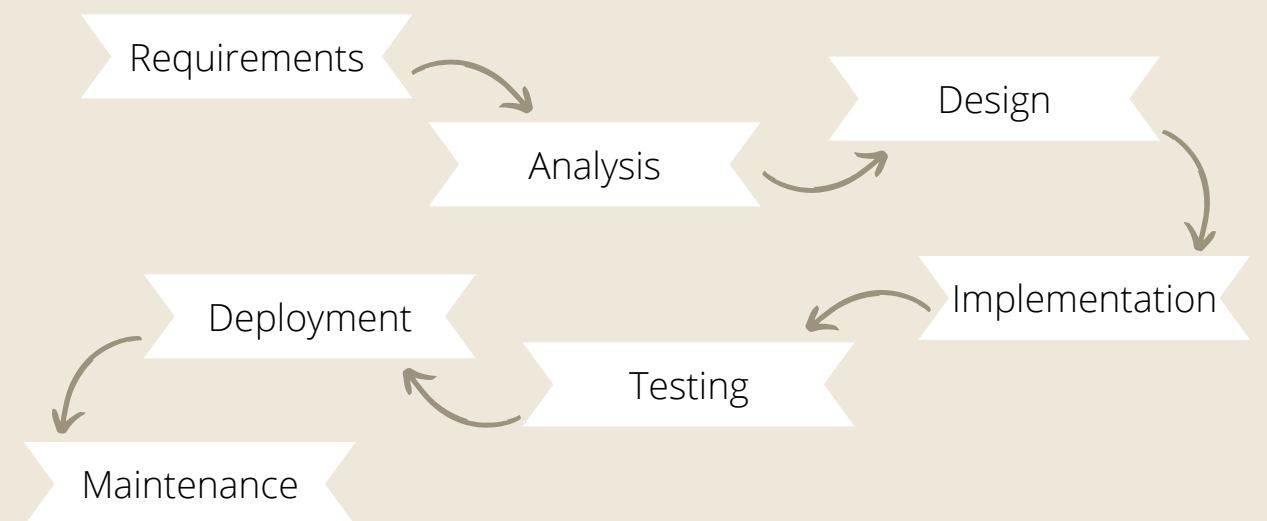 Requirements
Analysis
Design
Implementation
Testing
Deployment
Maintenance